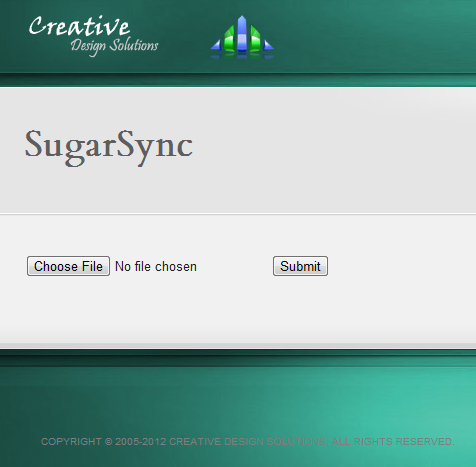 Creative
Design Solutions
SugarSync
Choose File No file chosen Submit
COPYRIGHT © 2005-2012 CREATIVE DESIGN SOLUTIONS. ALL RIGHTS RESERVED.